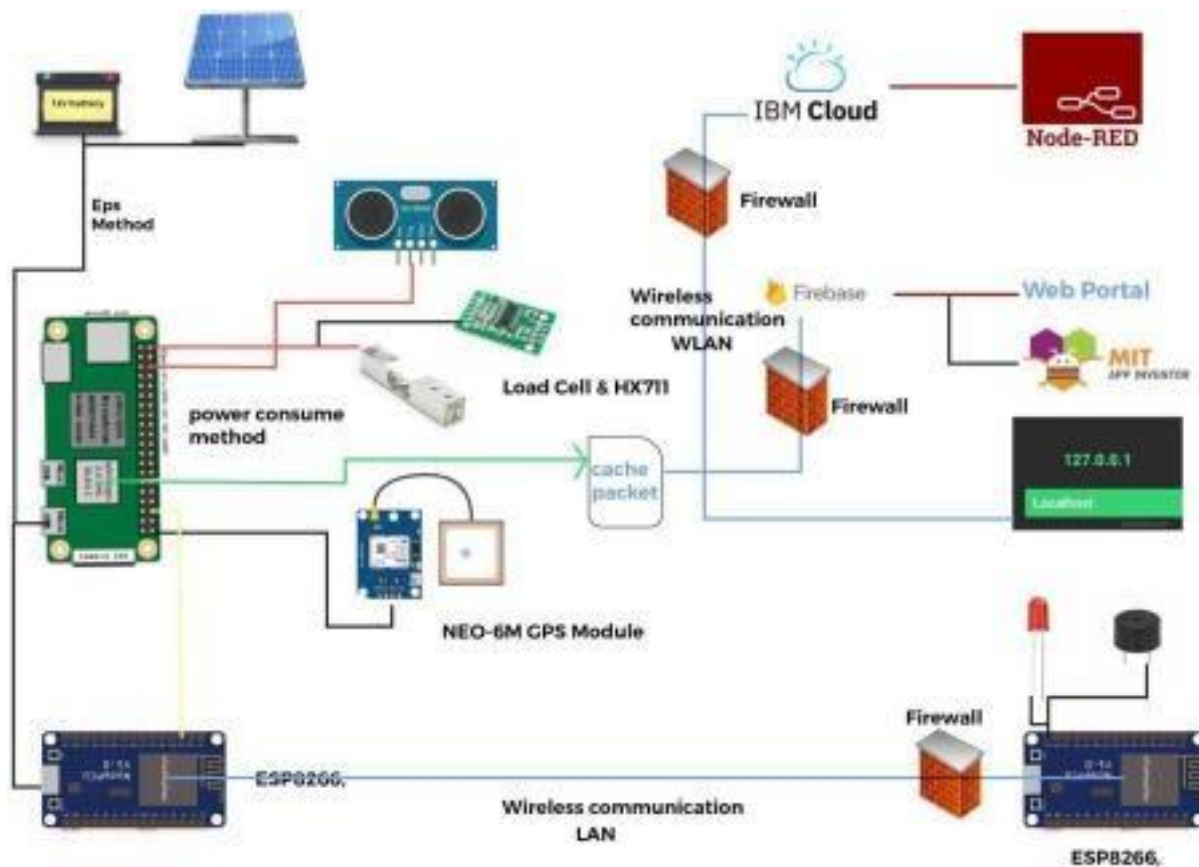 IBM Cloud
Node-RED
Eps
Method
Firewall
Wireless
communication
WLAN
Firebase
Web Portal
MIT
APP INVENTOR
Load Cell & HX711
Firewall
power consume
method
cache
packet
127.0.0.1
Localhost
NEO-6M GPS Module
Firewall
ESP8266,
Wireless communication
LAN
ESP8266,